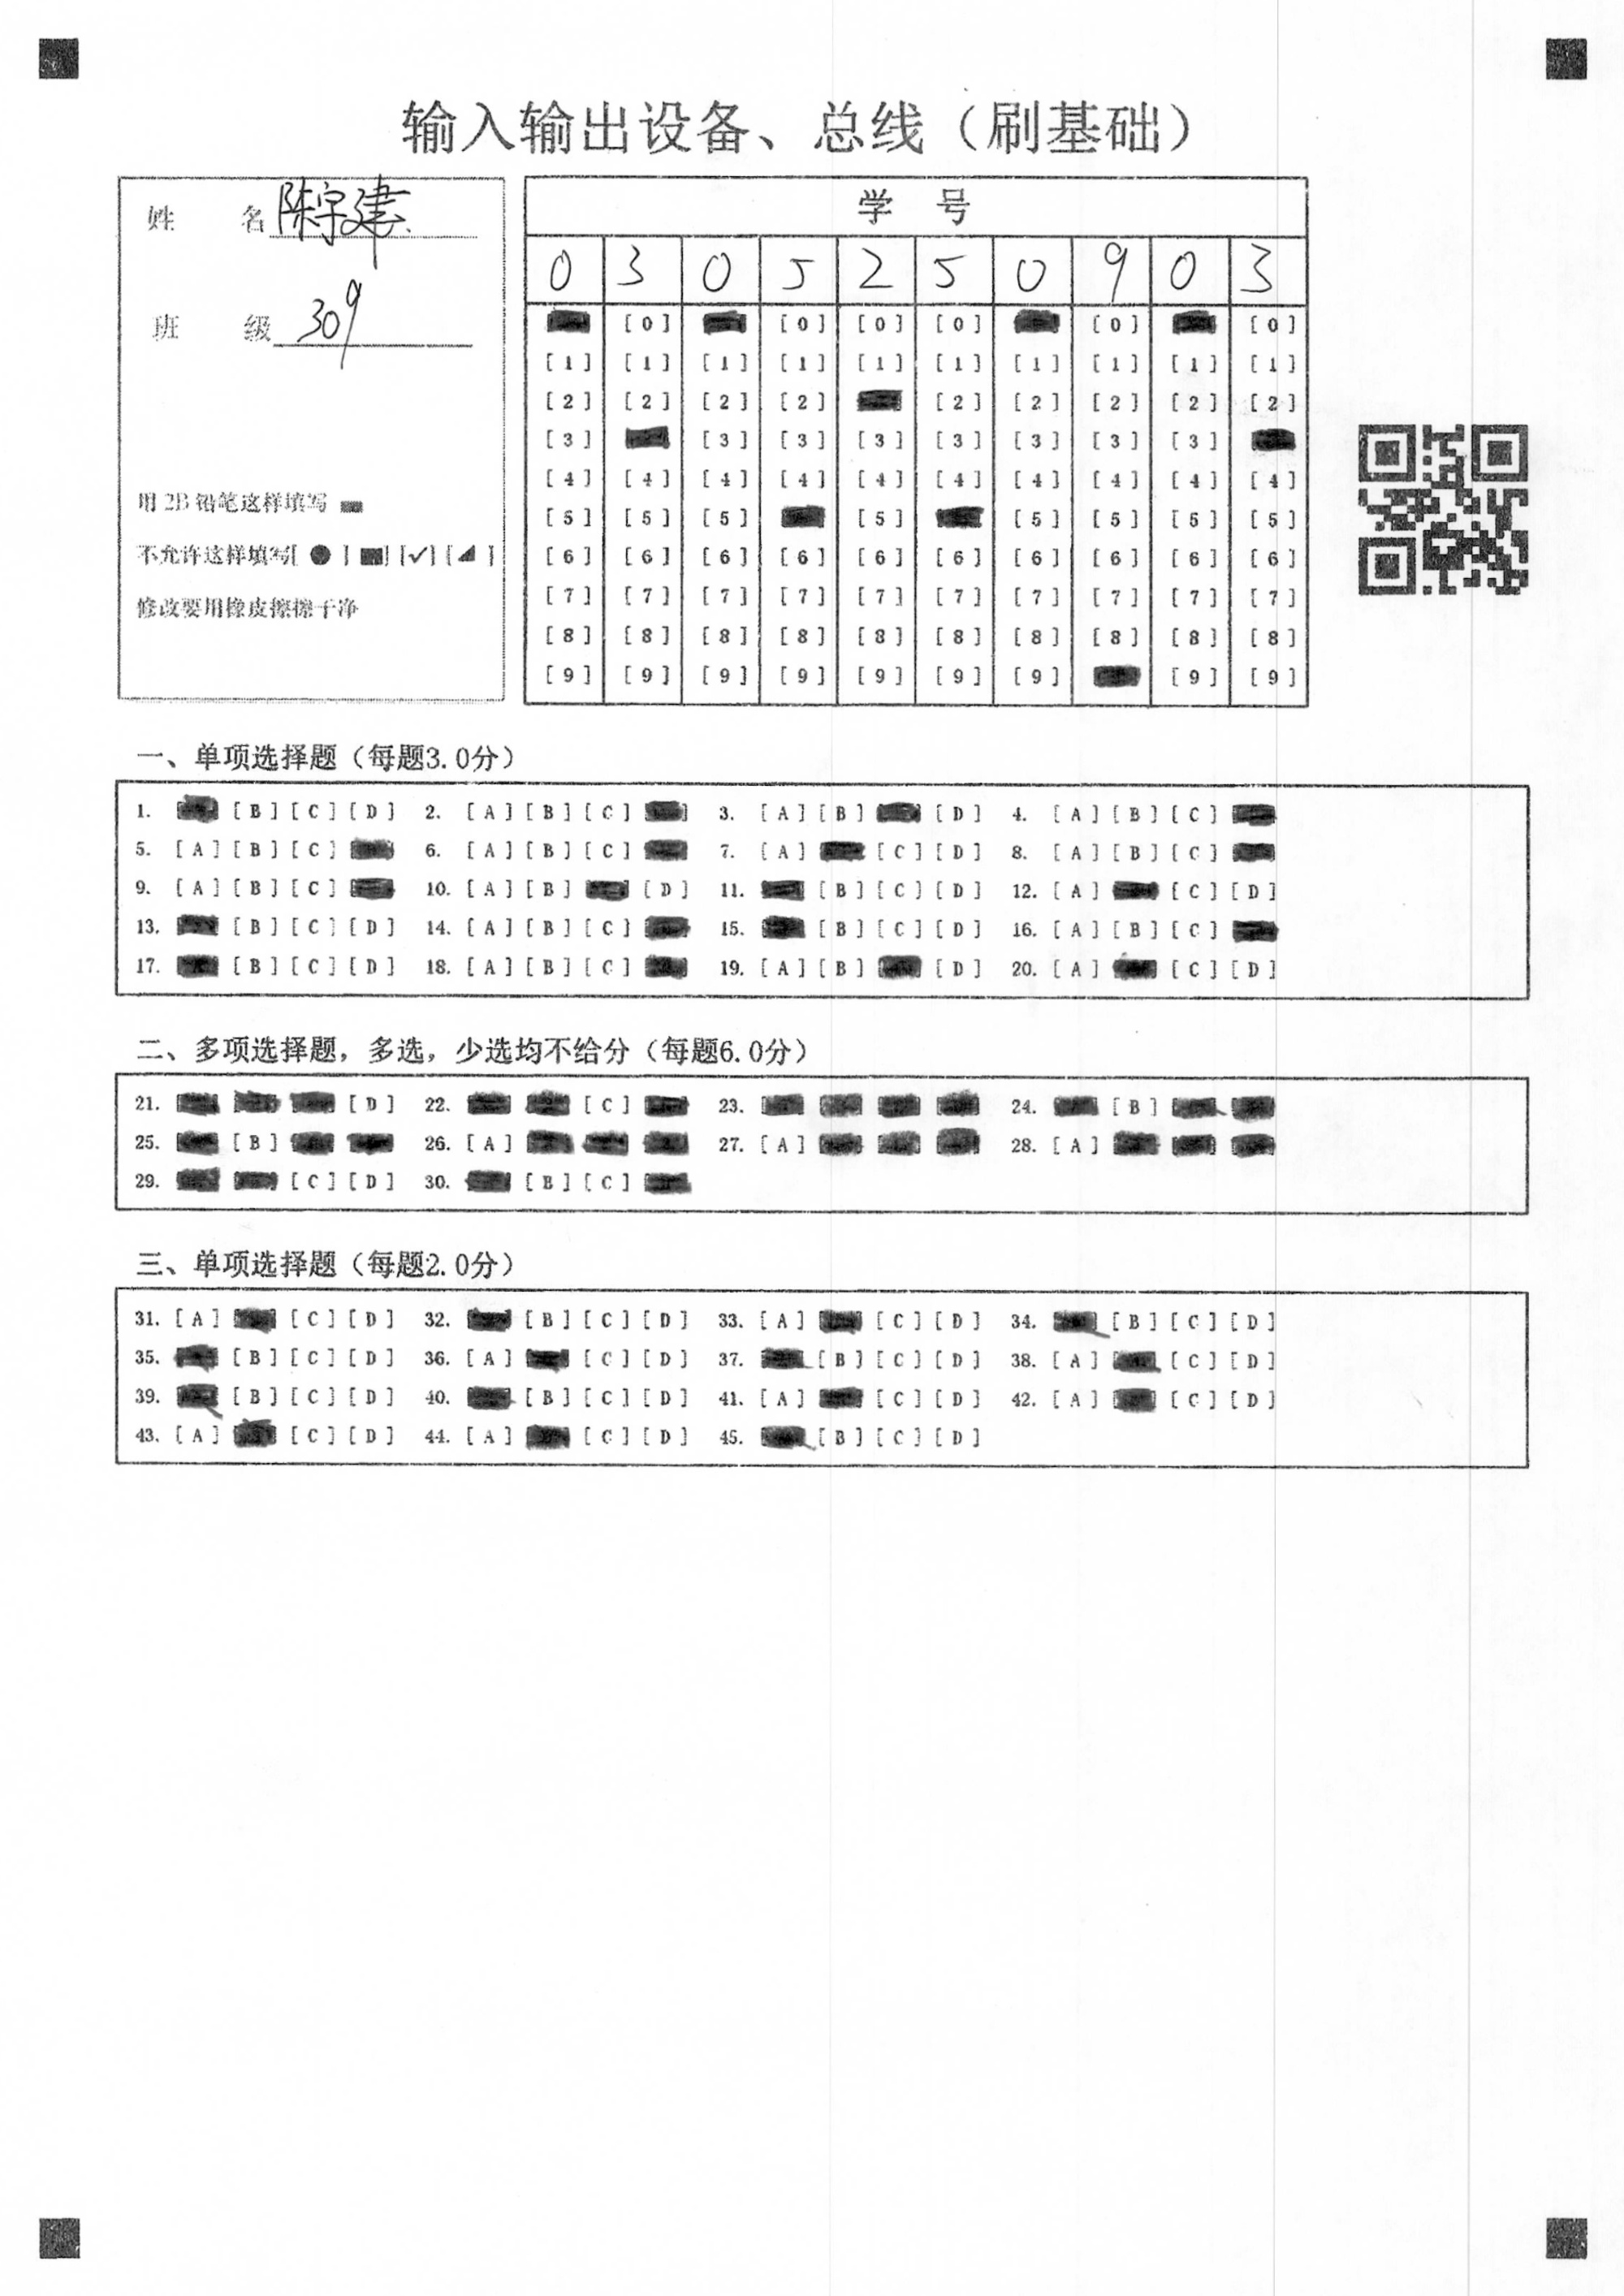 输入输出设备、总线（刷基础）
姓 名 陈宇建
班 级 309
用 2B 铅笔这样填写
不允许这样填写[ ● ] [■] [✓] [◢ ]
修改要用橡皮擦擦干净
学 号
0 3 0 5 2 5 0 9 0 3
[0] [0] [0] [0] [0] [0]
[1] [1] [1] [1] [1] [1] [1] [1] [1] [1]
[2] [2] [2] [2] [2] [2] [2] [2] [2]
[3] [3] [3] [3] [3] [3] [3] [3]
[4] [4] [4] [4] [4] [4] [4] [4] [4] [4]
[5] [5] [5] [5] [5] [5] [5] [5]
[6] [6] [6] [6] [6] [6] [6] [6] [6] [6]
[7] [7] [7] [7] [7] [7] [7] [7] [7] [7]
[8] [8] [8] [8] [8] [8] [8] [8] [8] [8]
[9] [9] [9] [9] [9] [9] [9] [9] [9]
一、单项选择题（每题3.0分）
1. [B] [C] [D] 2. [A] [B] [C] 3. [A] [B] [D] 4. [A] [B] [C]
5. [A] [B] [C] 6. [A] [B] [C] 7. [A] [C] [D] 8. [A] [B] [C]
9. [A] [B] [C] 10. [A] [B] [D] 11. [B] [C] [D] 12. [A] [C] [D]
13. [B] [C] [D] 14. [A] [B] [C] 15. [B] [C] [D] 16. [A] [B] [C]
17. [B] [C] [D] 18. [A] [B] [C] 19. [A] [B] [D] 20. [A] [C] [D]
二、多项选择题，多选，少选均不给分（每题6.0分）
21. [D] 22. [C] 23. 24. [B]
25. [B] 26. [A] 27. [A] 28. [A]
29. [C] [D] 30. [B] [C]
三、单项选择题（每题2.0分）
31. [A] [C] [D] 32. [B] [C] [D] 33. [A] [C] [D] 34. [B] [C] [D]
35. [B] [C] [D] 36. [A] [C] [D] 37. [B] [C] [D] 38. [A] [C] [D]
39. [B] [C] [D] 40. [B] [C] [D] 41. [A] [C] [D] 42. [A] [C] [D]
43. [A] [C] [D] 44. [A] [C] [D] 45. [B] [C] [D]